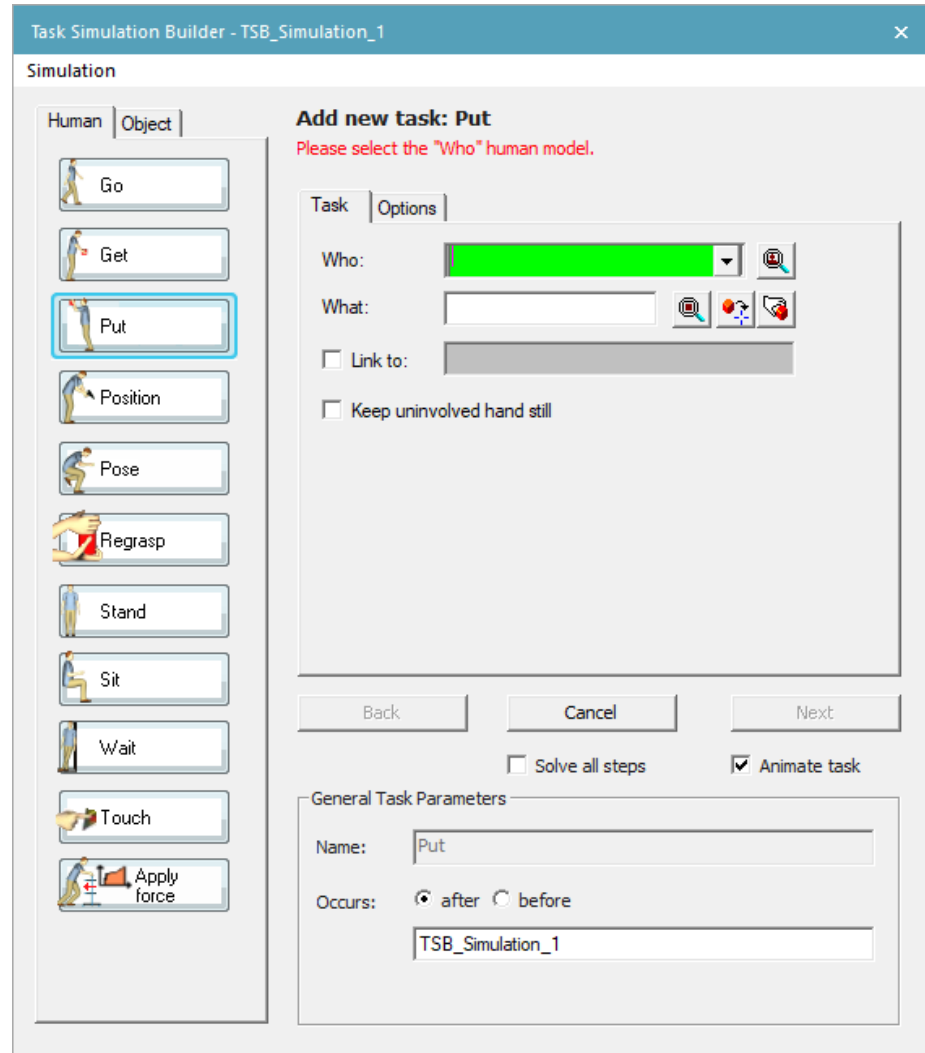 Task Simulation Builder - TSB_Simulation_1
Simulation
Human
Object
Go
Get
Put
Position
Pose
Regrasp
Stand
Sit
Wait
Touch
Apply
force
Add new task: Put
Please select the "Who" human model.
Task
Options
Who:
What:
Link to:
Keep uninvolved hand still
Back
Cancel
Next
Solve all steps
Animate task
General Task Parameters
Name:
Put
Occurs:
after
before
TSB_Simulation_1